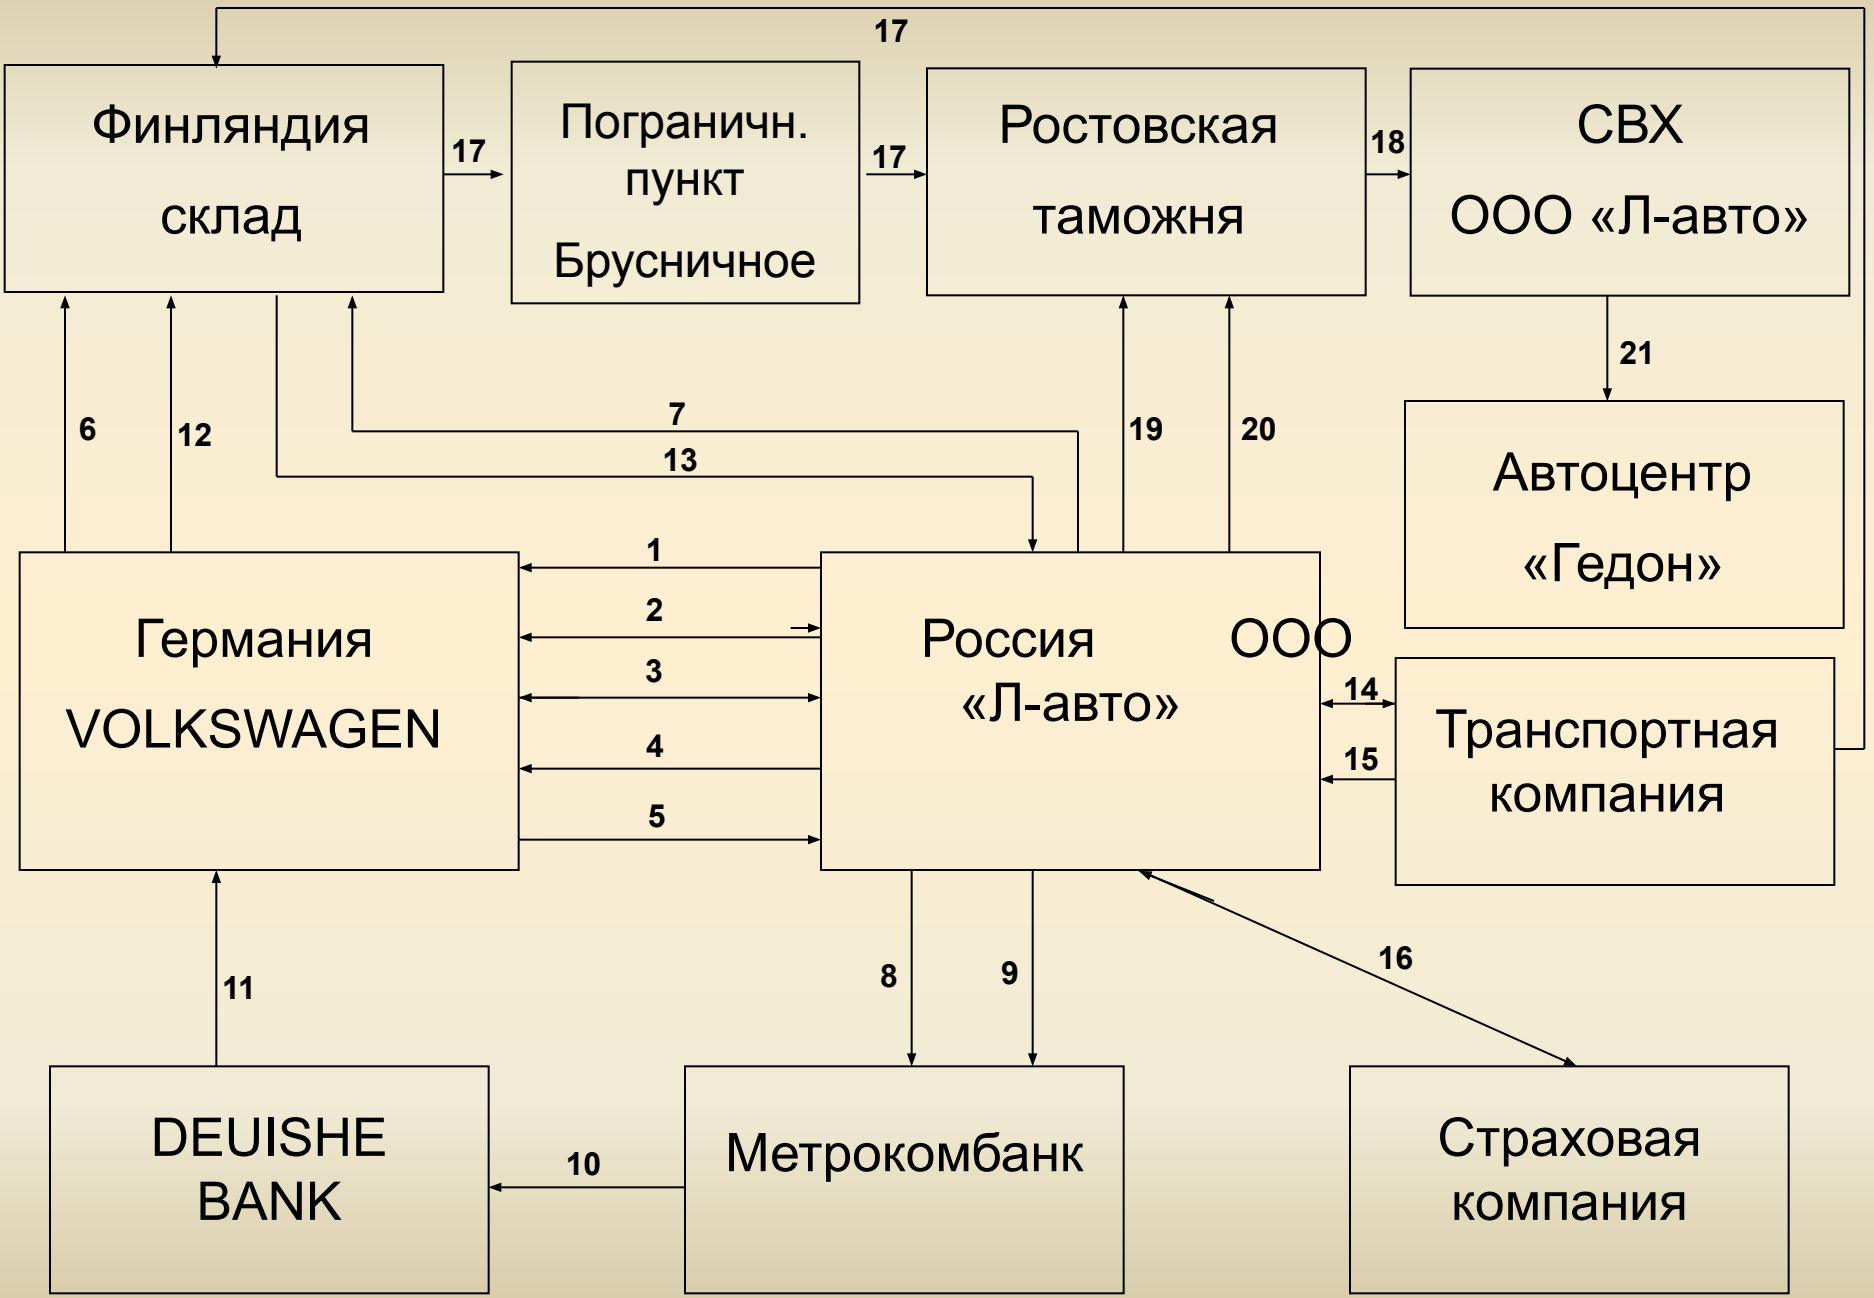 17
Финляндия
склад
17
Пограничн.
пункт
Брусничное
17
Ростовская
таможня
18
СВХ
ООО «Л-авто»
21
6
12
7
13
19
20
Автоцентр
«Гедон»
Германия
VOLKSWAGEN
1
2
3
4
5
Россия ООО
«Л-авто»
14
15
Транспортная
компания
11
8
9
16
DEUISHE
BANK
10
Метрокомбанк
Страховая
компания